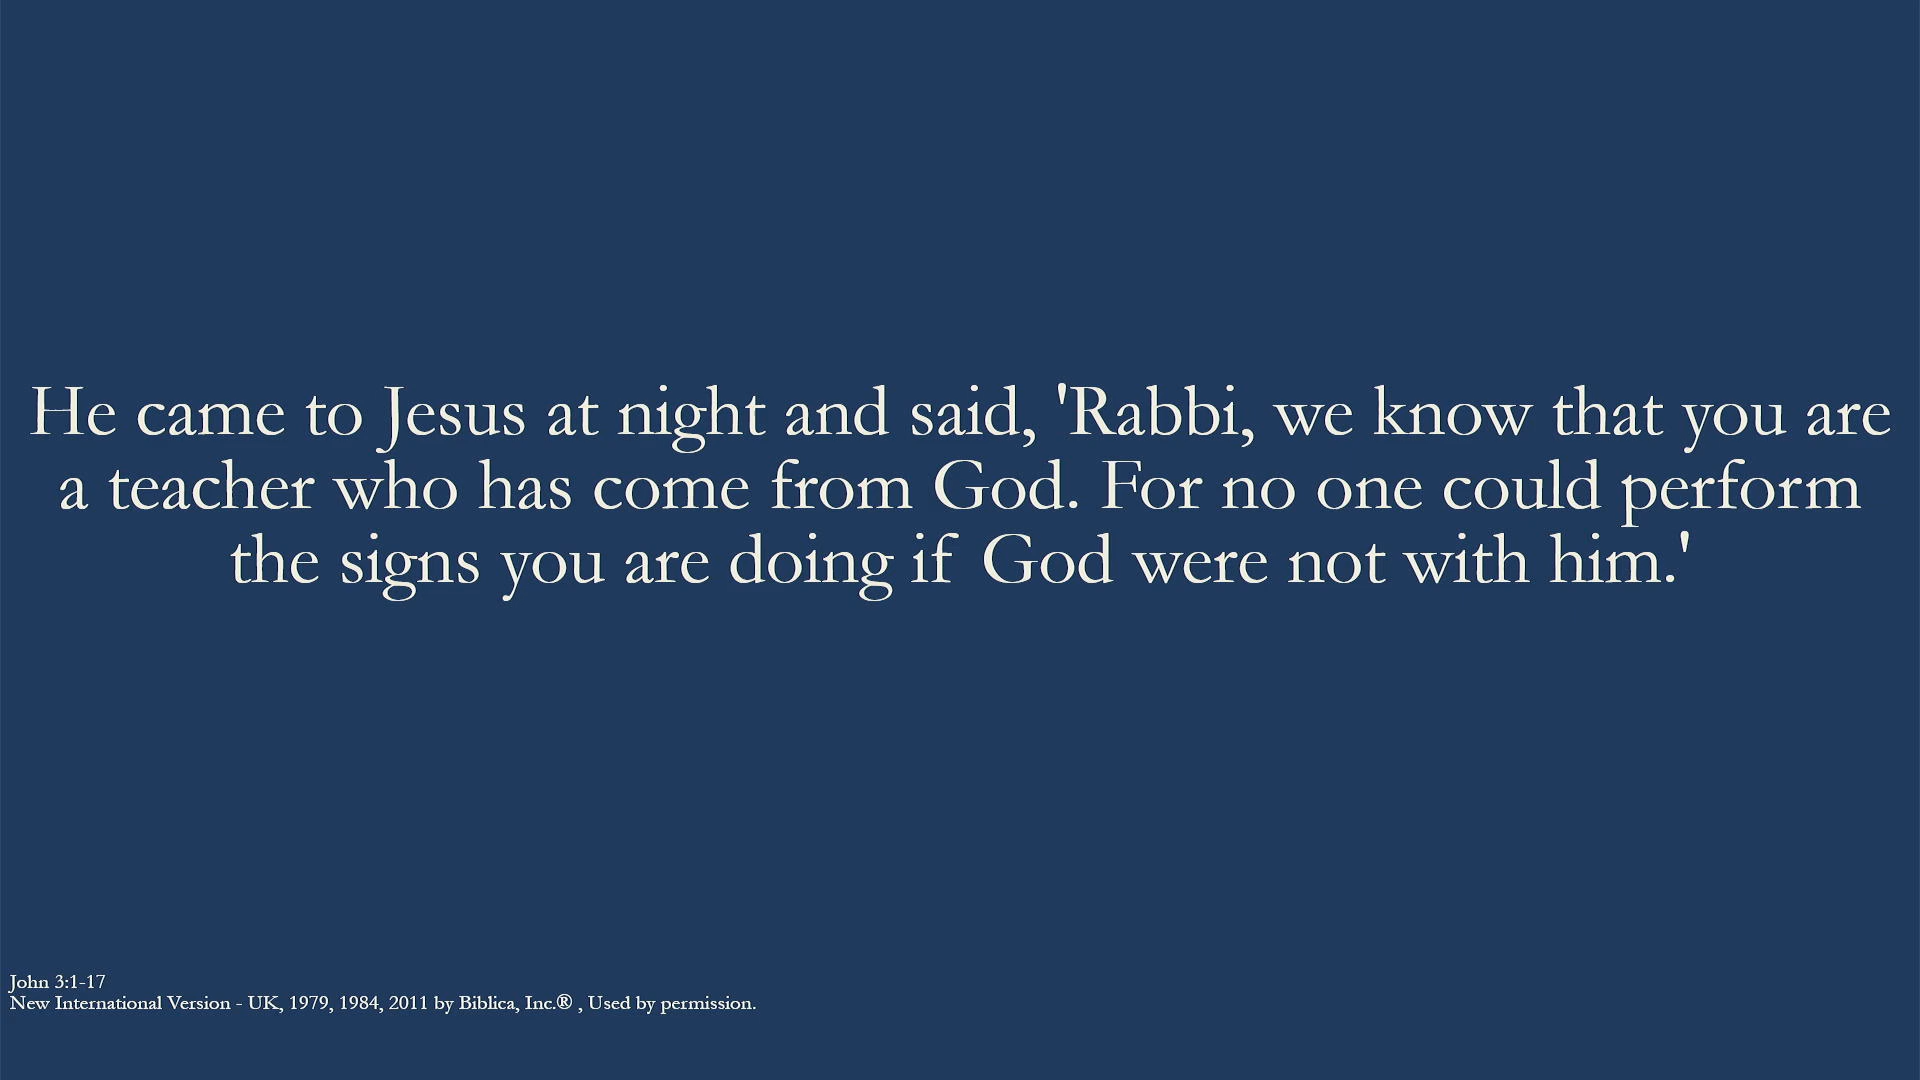 He came to Jesus at night and said, 'Rabbi, we know that you are
a teacher who has come from God. For no one could perform
the signs you are doing if God were not with him.'
John 3:1-17
New International Version - UK, 1979, 1984, 2011 by Biblica, Inc.® , Used by permission.